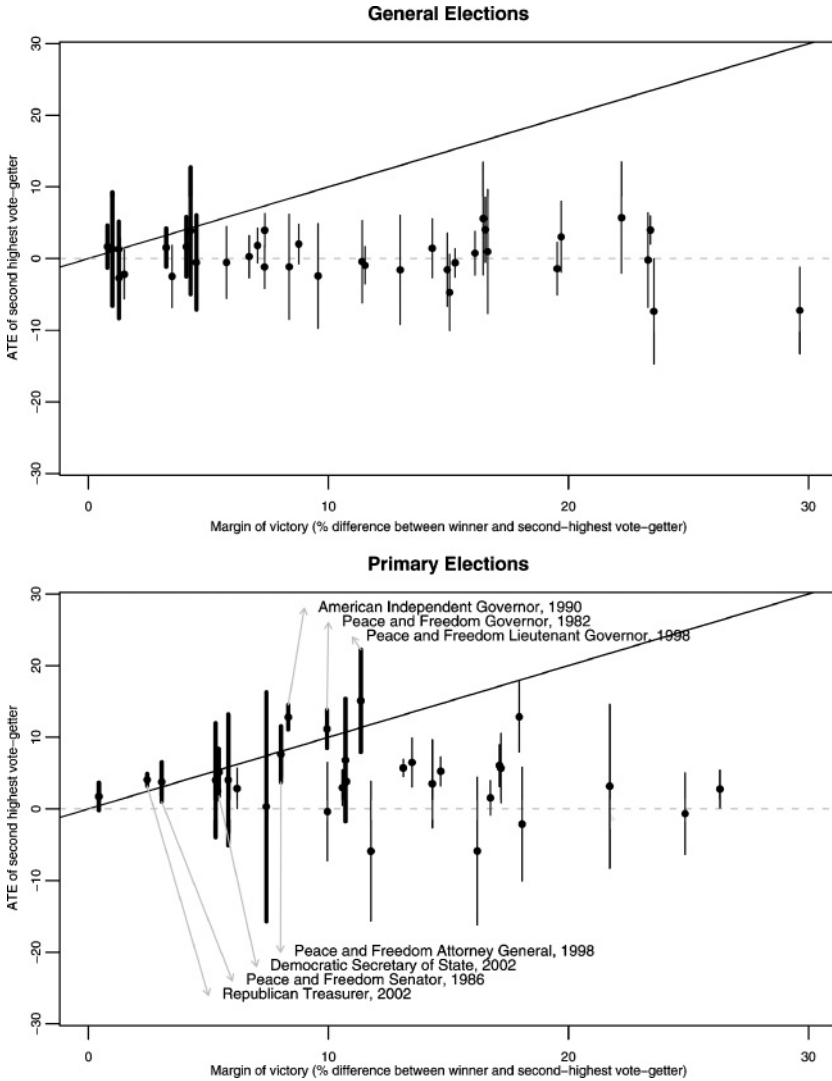 General Elections
30
20
10
0
−10
−20
−30
ATE of second highest vote−getter
0 10 20 30
Margin of victory (% difference between winner and second−highest vote−getter)
Primary Elections
30
20
10
0
−10
−20
−30
ATE of second highest vote−getter
American Independent Governor, 1990
Peace and Freedom Governor, 1982
Peace and Freedom Lieutenant Governor, 1998
Peace and Freedom Attorney General, 1998
Democratic Secretary of State, 2002
Peace and Freedom Senator, 1986
Republican Treasurer, 2002
0 10 20 30
Margin of victory (% difference between winner and second−highest vote−getter)